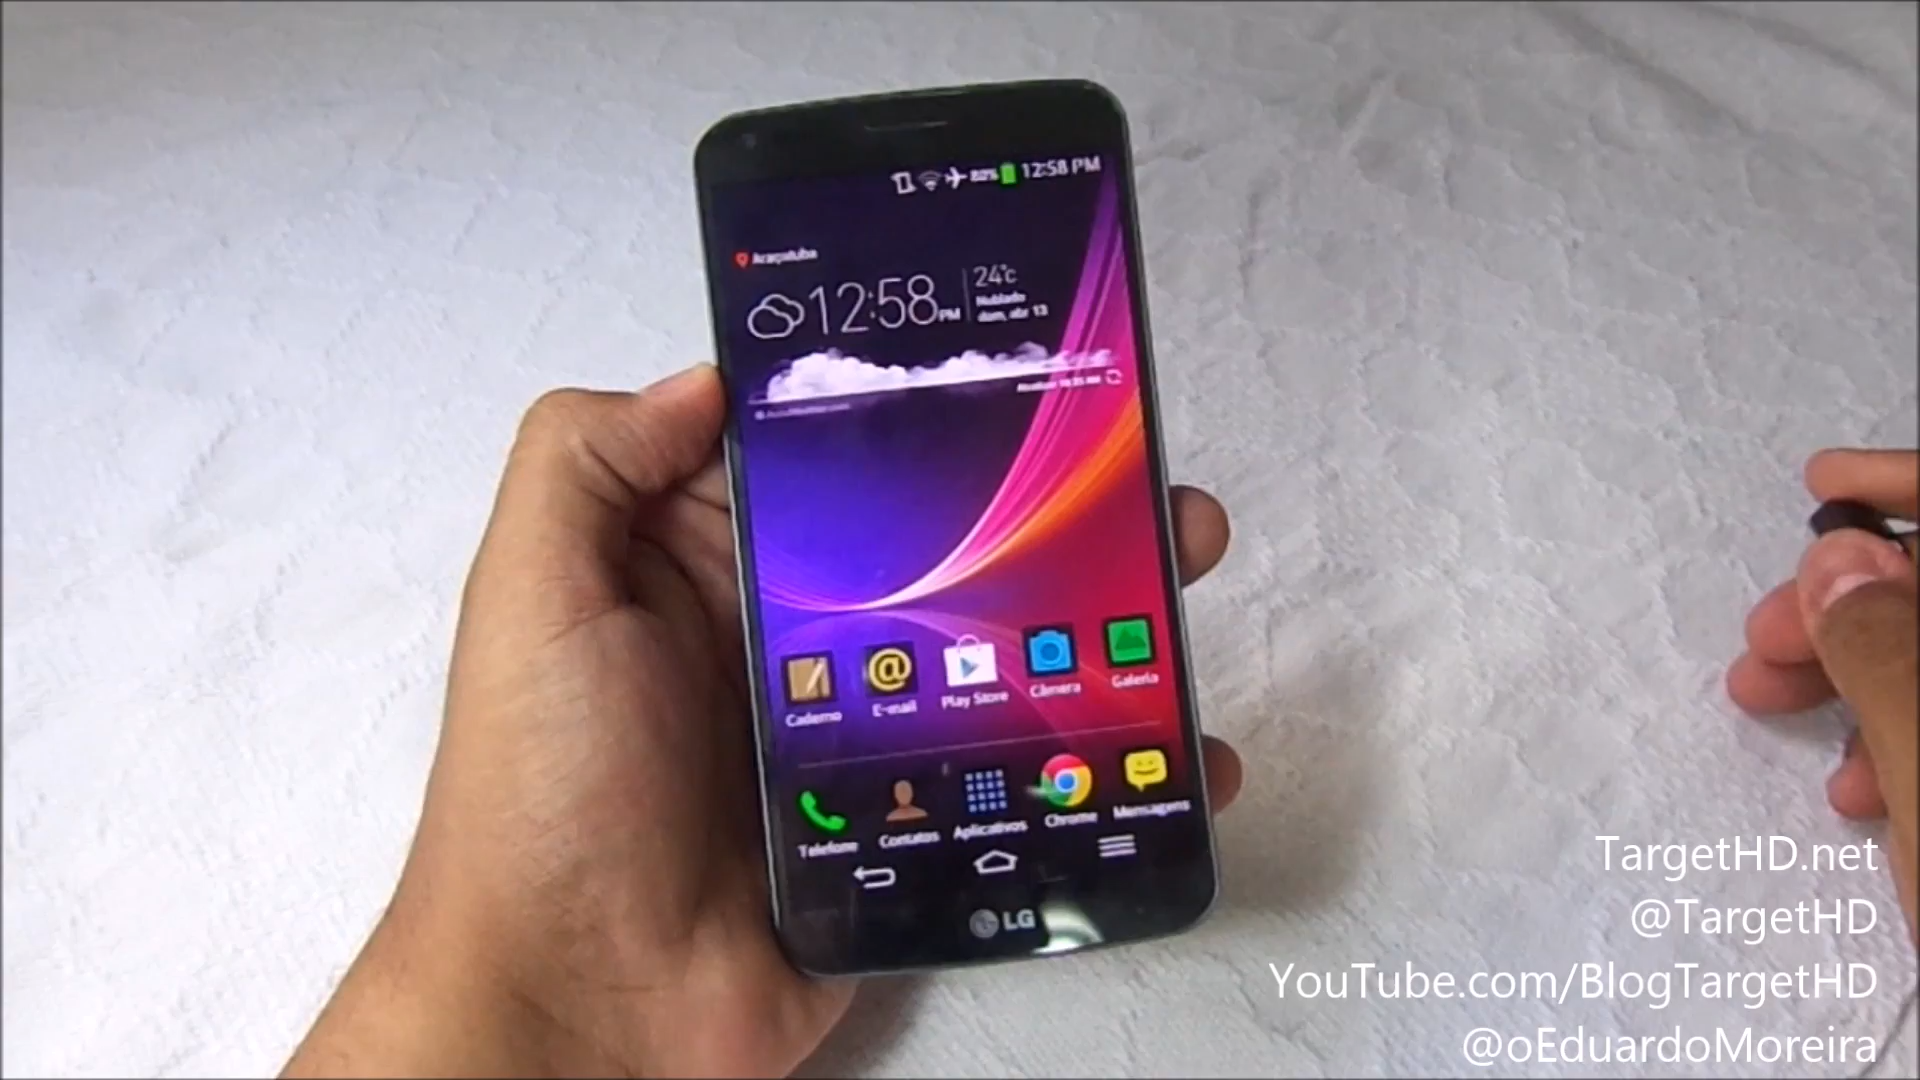 82% 12:58 PM
Araçatuba
12:58 PM
24°c
Nublado
dom, abr 13
Caderno E-mail Play Store Câmera Galeria
Telefone Contatos Aplicativos Chrome Mensagens
LG
TargetHD.net
@TargetHD
YouTube.com/BlogTargetHD
@oEduardoMoreira